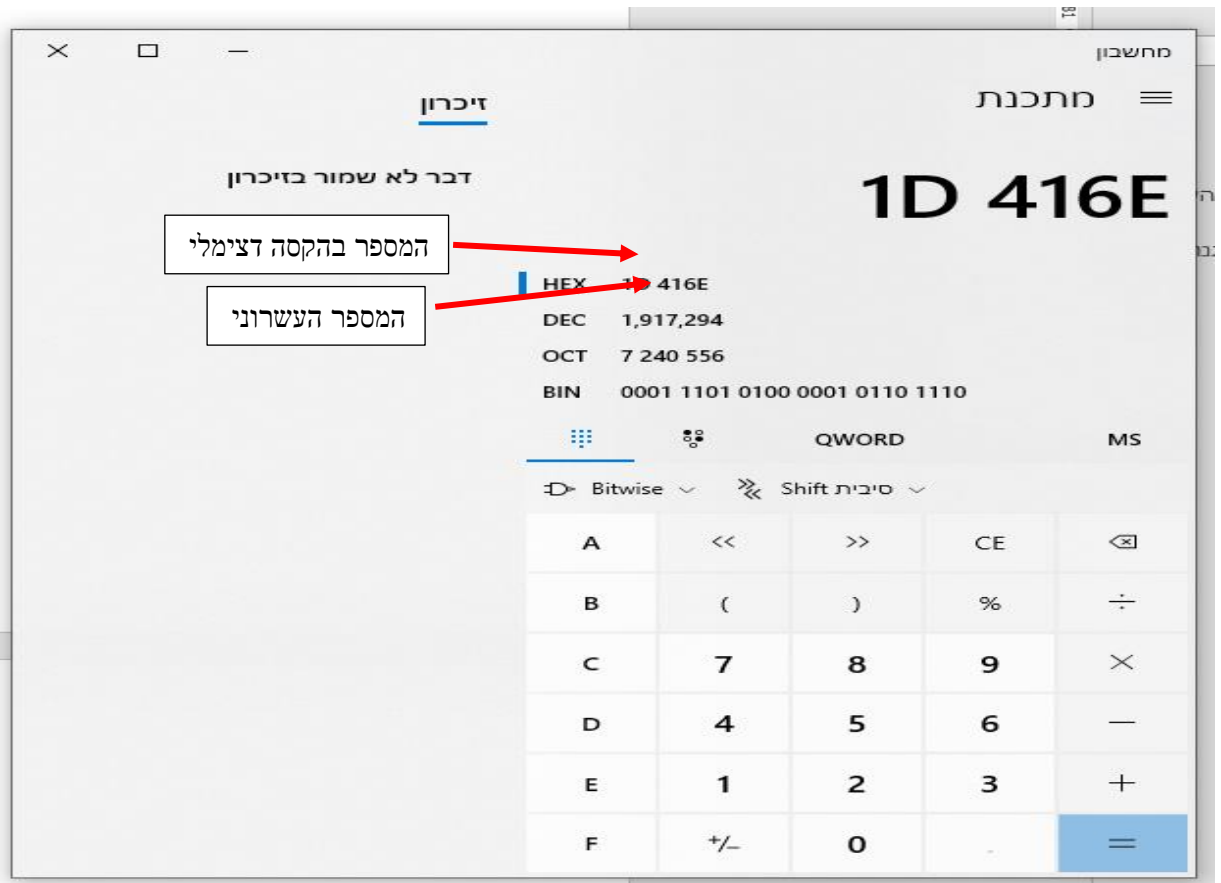 מחשבון
מתכנת
זיכרון
דבר לא שמור בזיכרון
1D 416E
המספר בהקסה דצימלי
המספר העשרוני
HEX 1D 416E
DEC 1,917,294
OCT 7 240 556
BIN 0001 1101 0100 0001 0110 1110
QWORD MS
Bitwise סיבית Shift
A << >> CE
B ( ) % ÷
C 7 8 9 ×
D 4 5 6 −
E 1 2 3 +
F +/− 0 . =